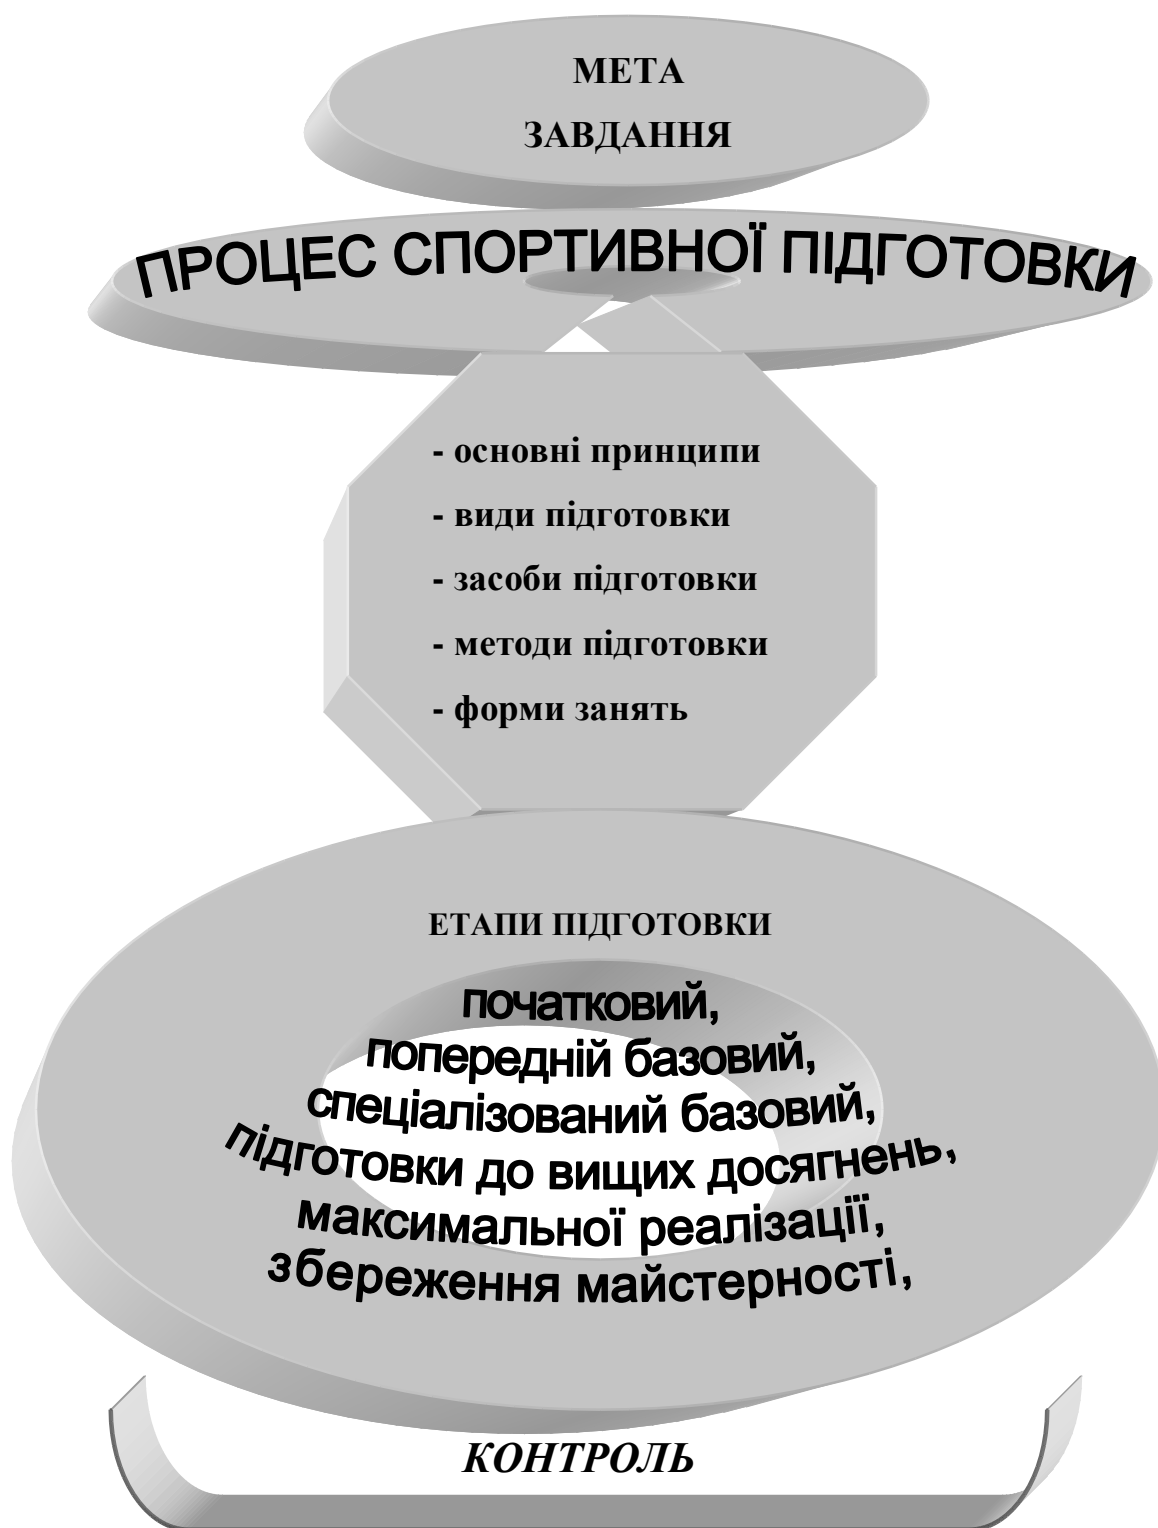 МЕТА
ЗАВДАННЯ
ПРОЦЕС СПОРТИВНОЇ ПІДГОТОВКИ
- основні принципи
- види підготовки
- засоби підготовки
- методи підготовки
- форми занять
ЕТАПИ ПІДГОТОВКИ
початковий,
попередній базовий,
спеціалізований базовий,
підготовки до вищих досягнень,
максимальної реалізації,
збереження майстерності,
КОНТРОЛЬ